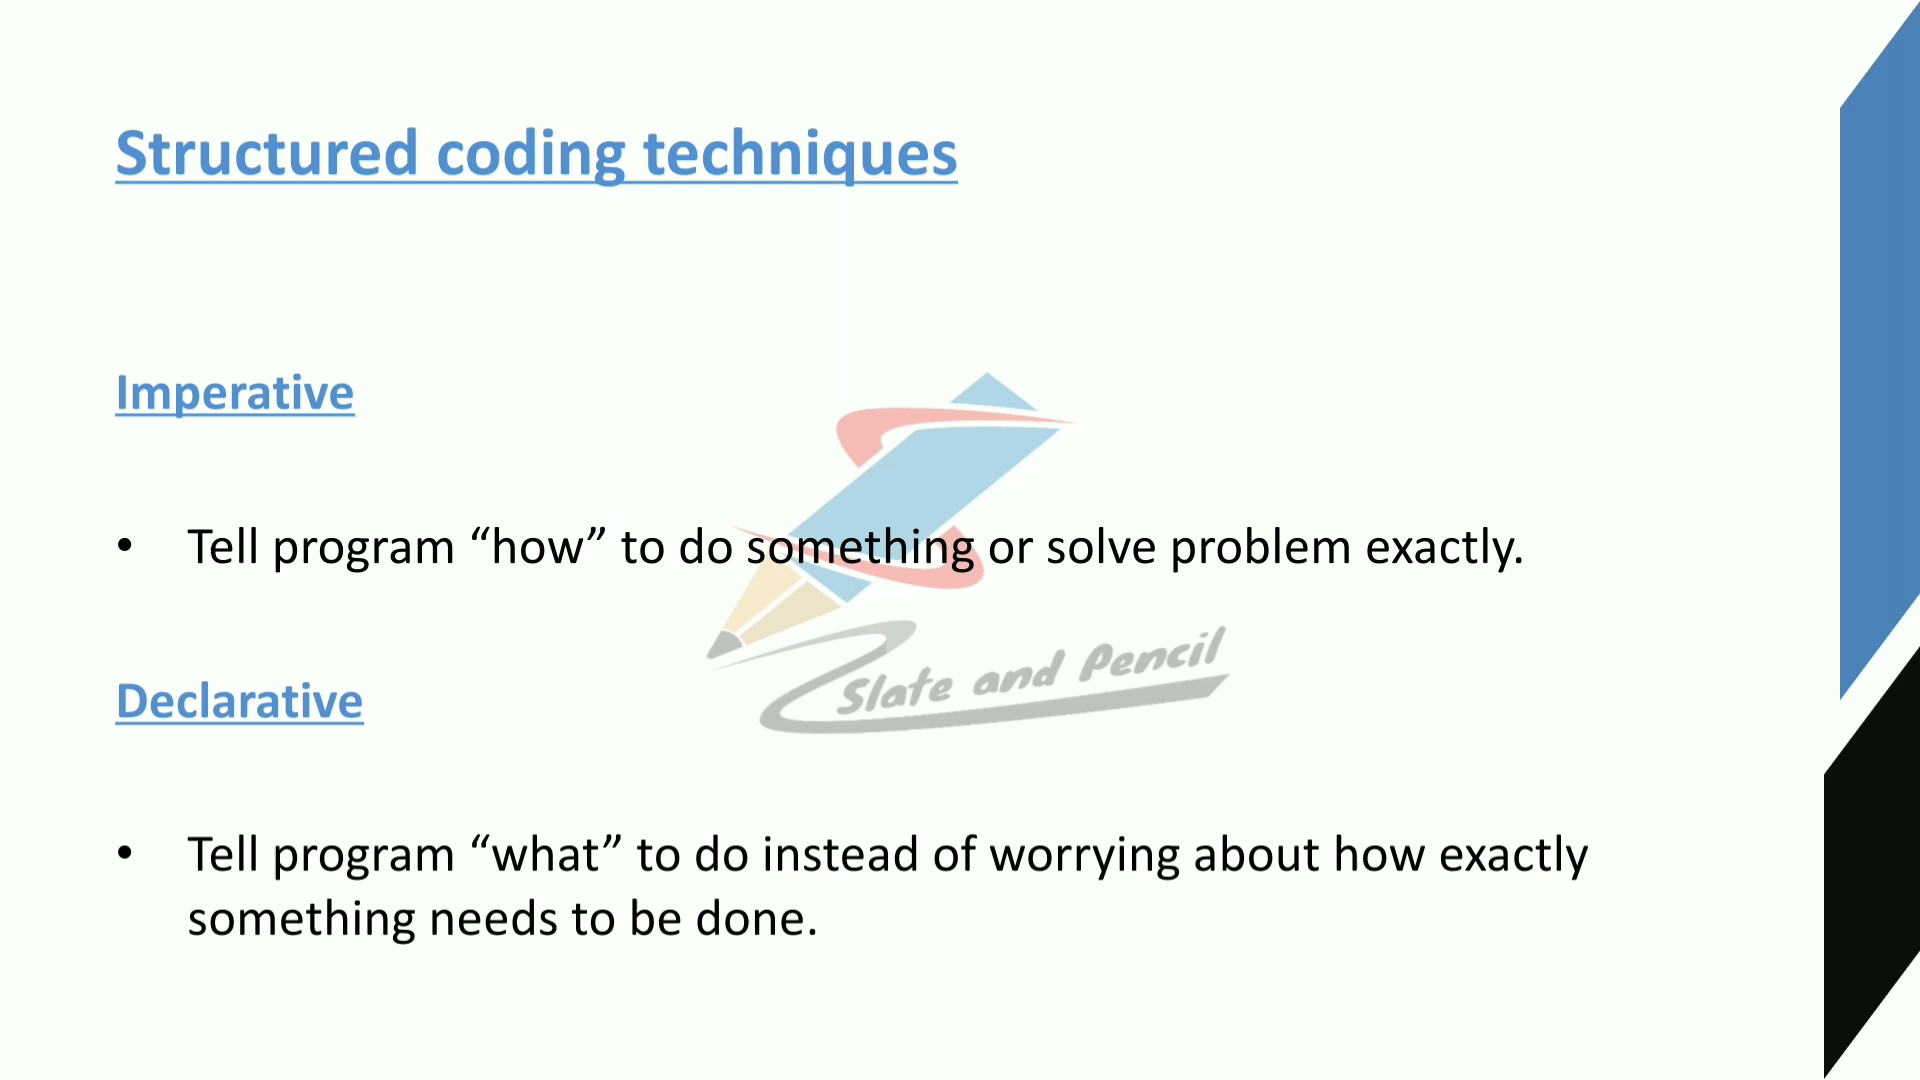 Structured coding techniques
Imperative
• Tell program “how” to do something or solve problem exactly.
Slate and Pencil
Declarative
• Tell program “what” to do instead of worrying about how exactly
something needs to be done.